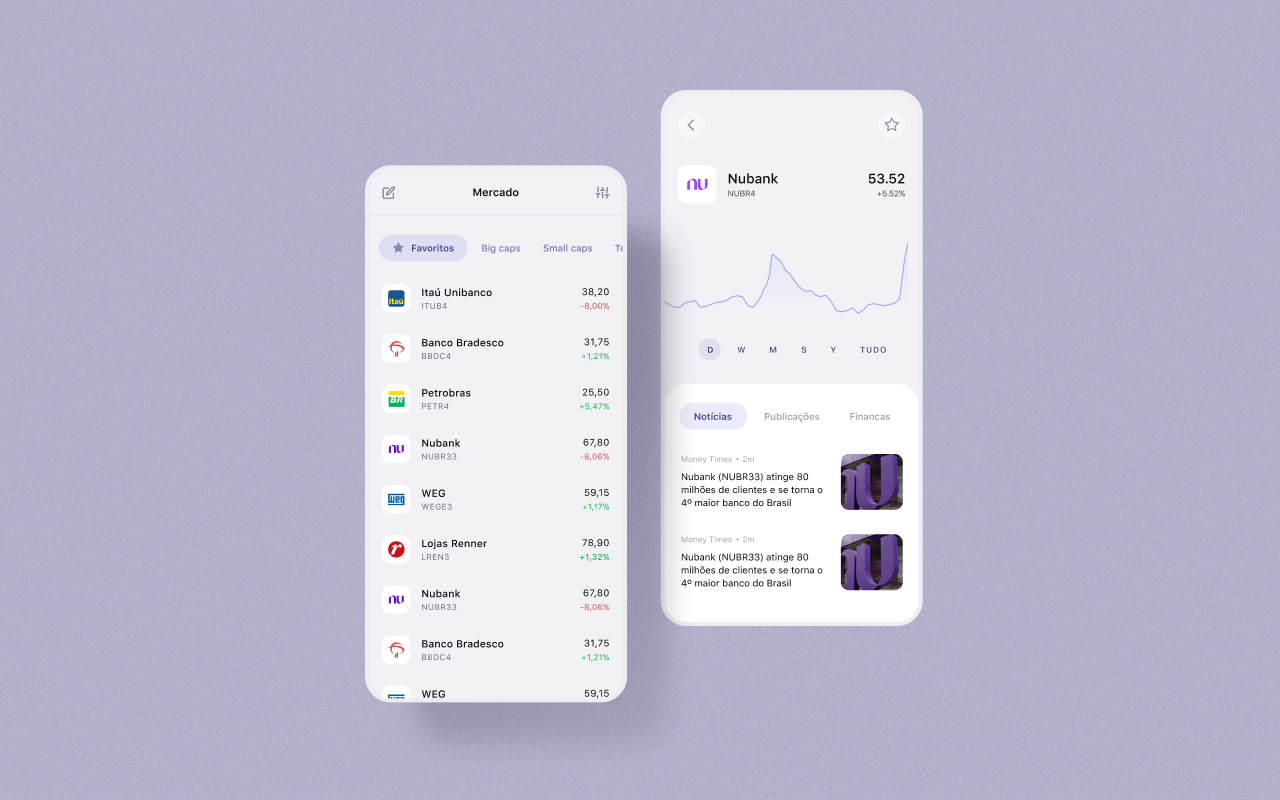 Mercado
Favoritos
Big caps
Small caps
Te
Itaú
Itaú Unibanco
38,20
ITUB4
-8,00%
Banco Bradesco
31,75
BBDC4
+1,21%
BR
Petrobras
25,50
PETR4
+5,47%
nu
Nubank
67,80
NUBR33
-8,06%
weg
WEG
59,15
WEGE3
+1,17%
r
Lojas Renner
78,90
LREN3
+1,32%
nu
Nubank
67,80
NUBR33
-8,06%
Banco Bradesco
31,75
BBDC4
+1,21%
WEG
59,15
nu
Nubank
53.52
NUBR4
+5.52%
D
W
M
S
Y
TUDO
Notícias
Publicações
Financas
Money Times • 2m
Nubank (NUBR33) atinge 80
milhões de clientes e se torna o
4º maior banco do Brasil
Money Times • 2m
Nubank (NUBR33) atinge 80
milhões de clientes e se torna o
4º maior banco do Brasil